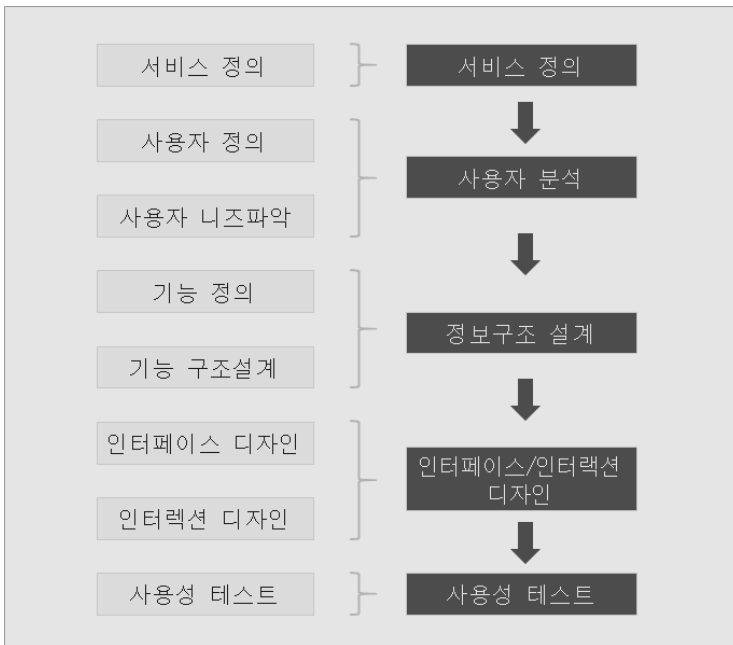 서비스 정의
서비스 정의
사용자 정의
사용자 분석
사용자 니즈파악
기능 정의
정보구조 설계
기능 구조설계
인터페이스 디자인
인터페이스/인터랙션
디자인
인터렉션 디자인
사용성 테스트
사용성 테스트